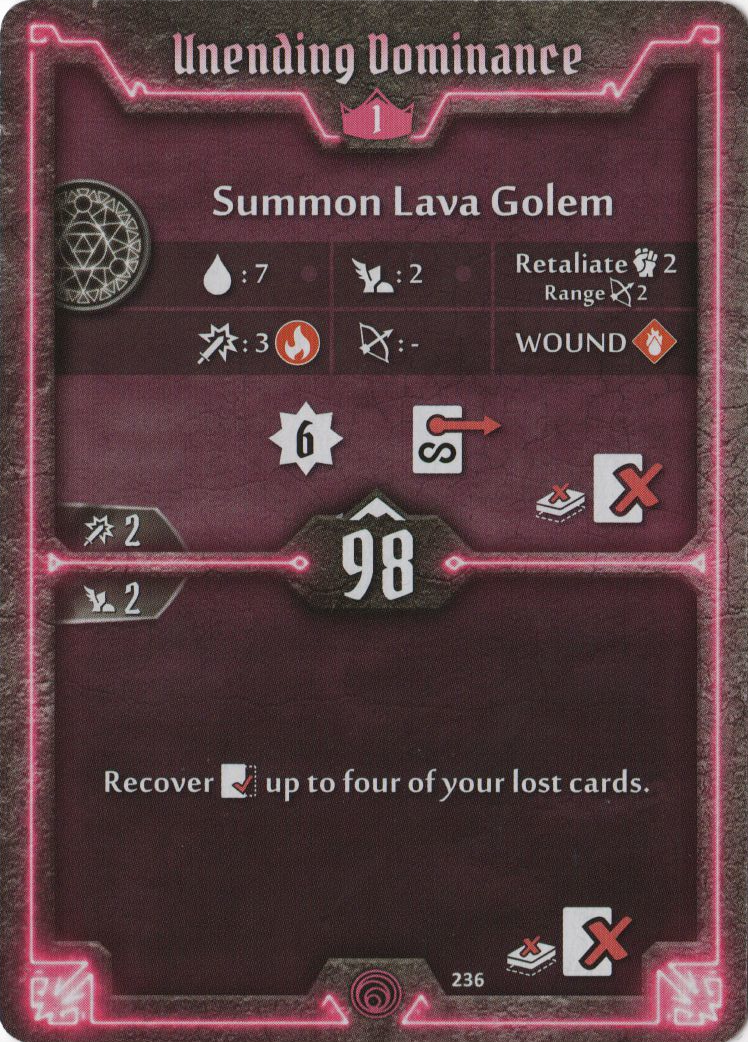 Unending Dominance
1
Summon Lava Golem
: 7 : 2 Retaliate 2
Range 2
: 3 : - WOUND
6
2
98
2
Recover up to four of your lost cards.
236